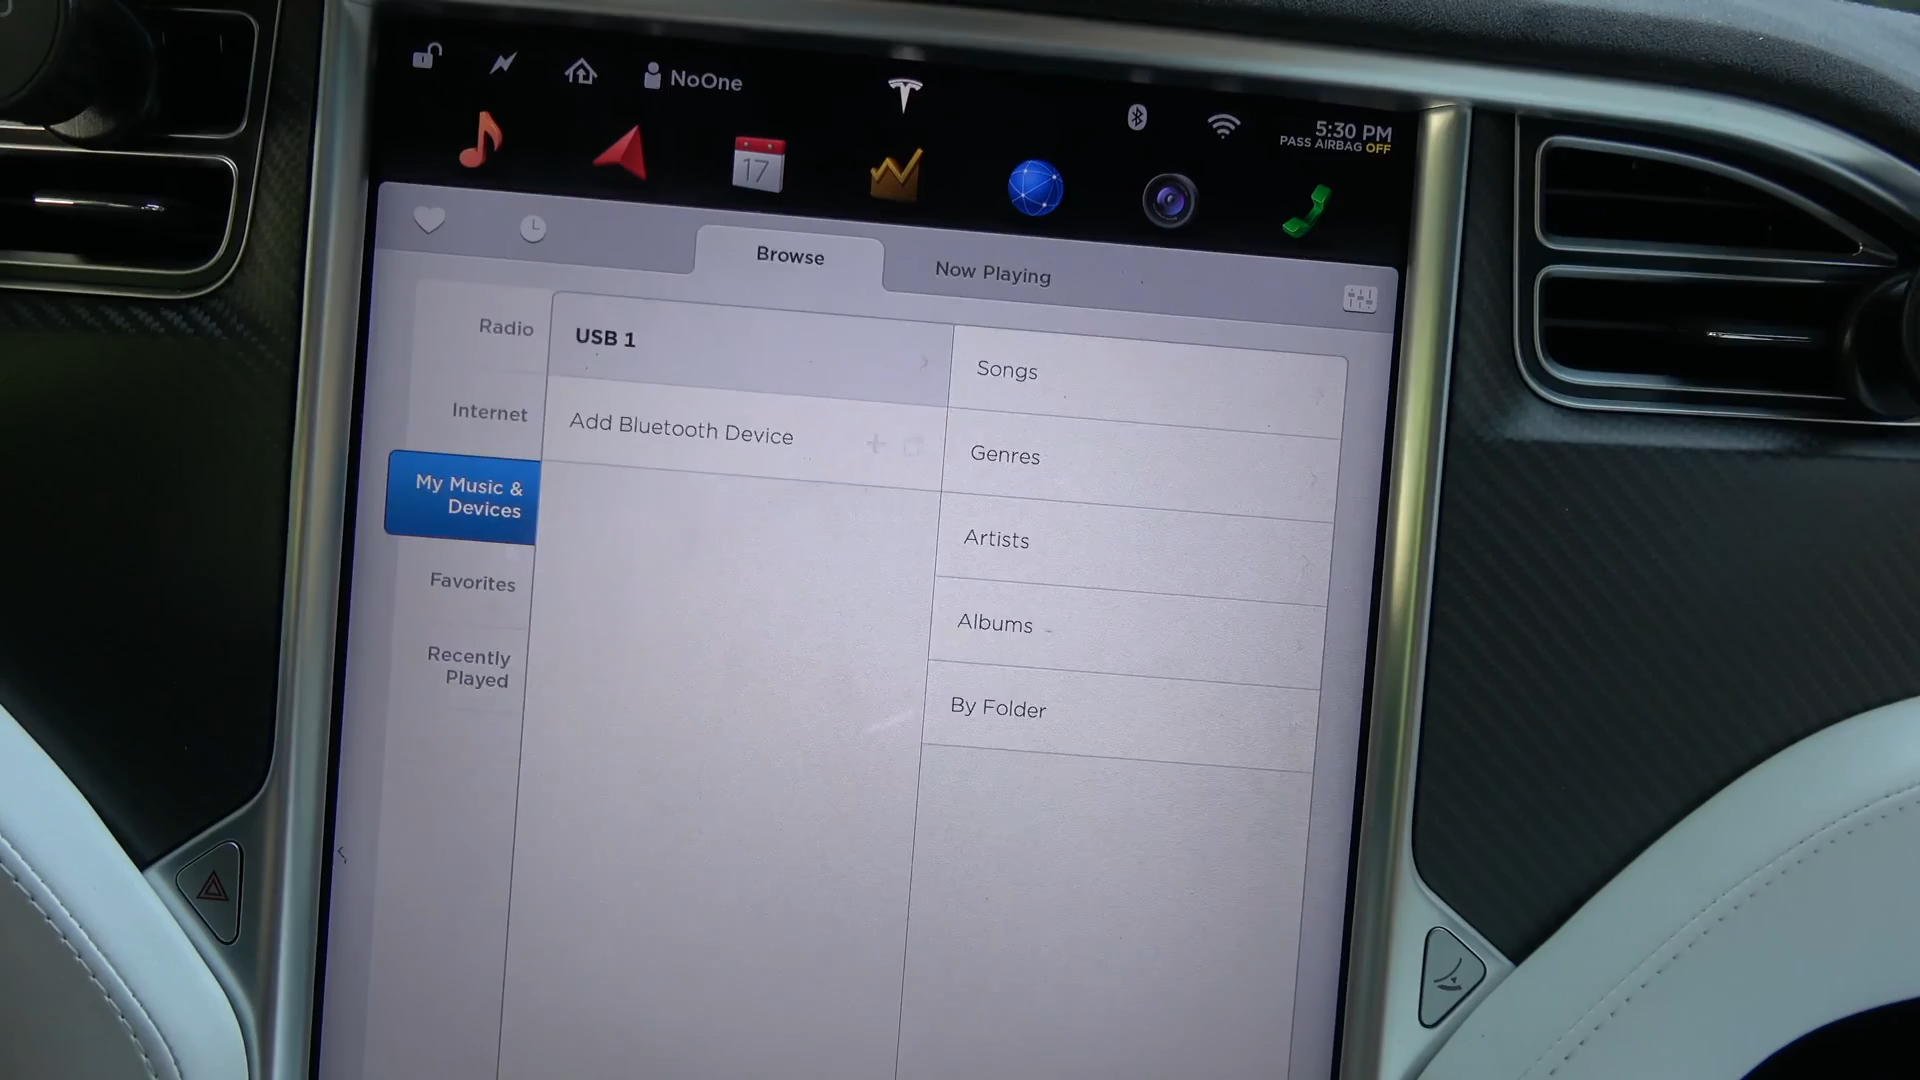 NoOne
5:30 PM
PASS AIRBAG OFF
17
Browse
Now Playing
Radio
Internet
My Music &
Devices
Favorites
Recently
Played
USB 1
Add Bluetooth Device
Songs
Genres
Artists
Albums
By Folder